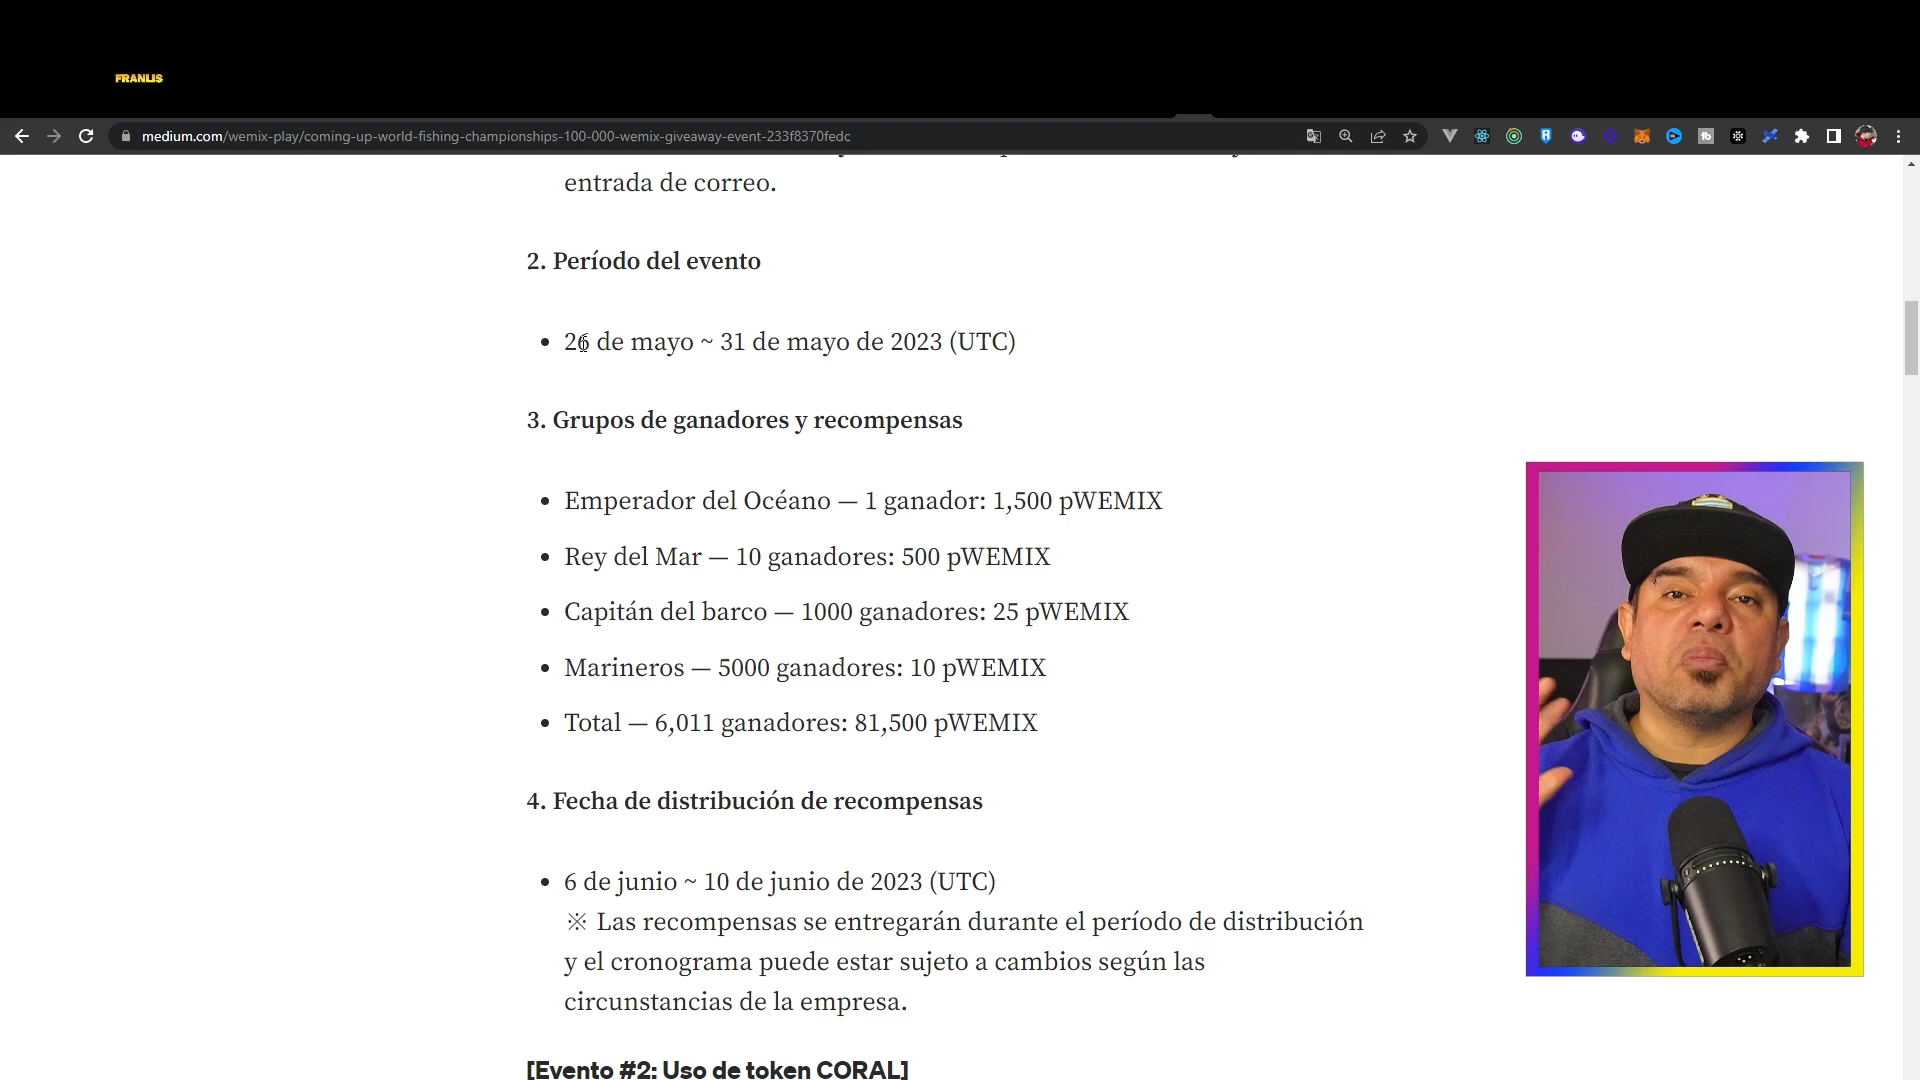 FRANLIS
medium.com/wemix-play/coming-up-world-fishing-championships-100-000-wemix-giveaway-event-233f8370fedc
entrada de correo.
2. Período del evento
• 26 de mayo ~ 31 de mayo de 2023 (UTC)
3. Grupos de ganadores y recompensas
• Emperador del Océano — 1 ganador: 1,500 pWEMIX
• Rey del Mar — 10 ganadores: 500 pWEMIX
• Capitán del barco — 1000 ganadores: 25 pWEMIX
• Marineros — 5000 ganadores: 10 pWEMIX
• Total — 6,011 ganadores: 81,500 pWEMIX
4. Fecha de distribución de recompensas
• 6 de junio ~ 10 de junio de 2023 (UTC)
※ Las recompensas se entregarán durante el período de distribución
y el cronograma puede estar sujeto a cambios según las
circunstancias de la empresa.
[Evento #2: Uso de token CORAL]